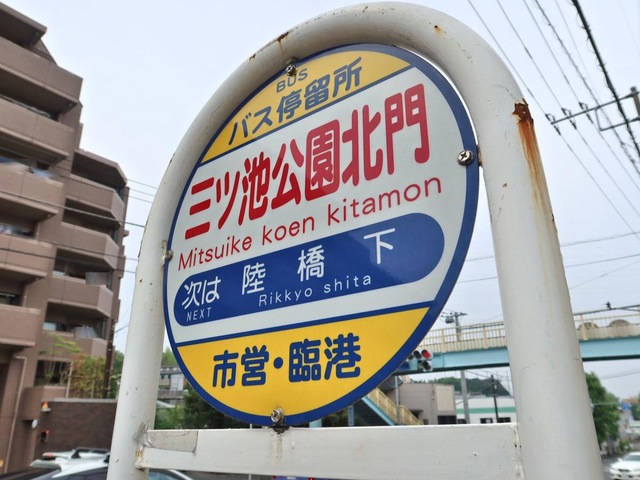 BUS
バス停留所
三ツ池公園北門
Mitsuike koen kitamon
次は 陸橋下
NEXT Rikkyo shita
市営・臨港